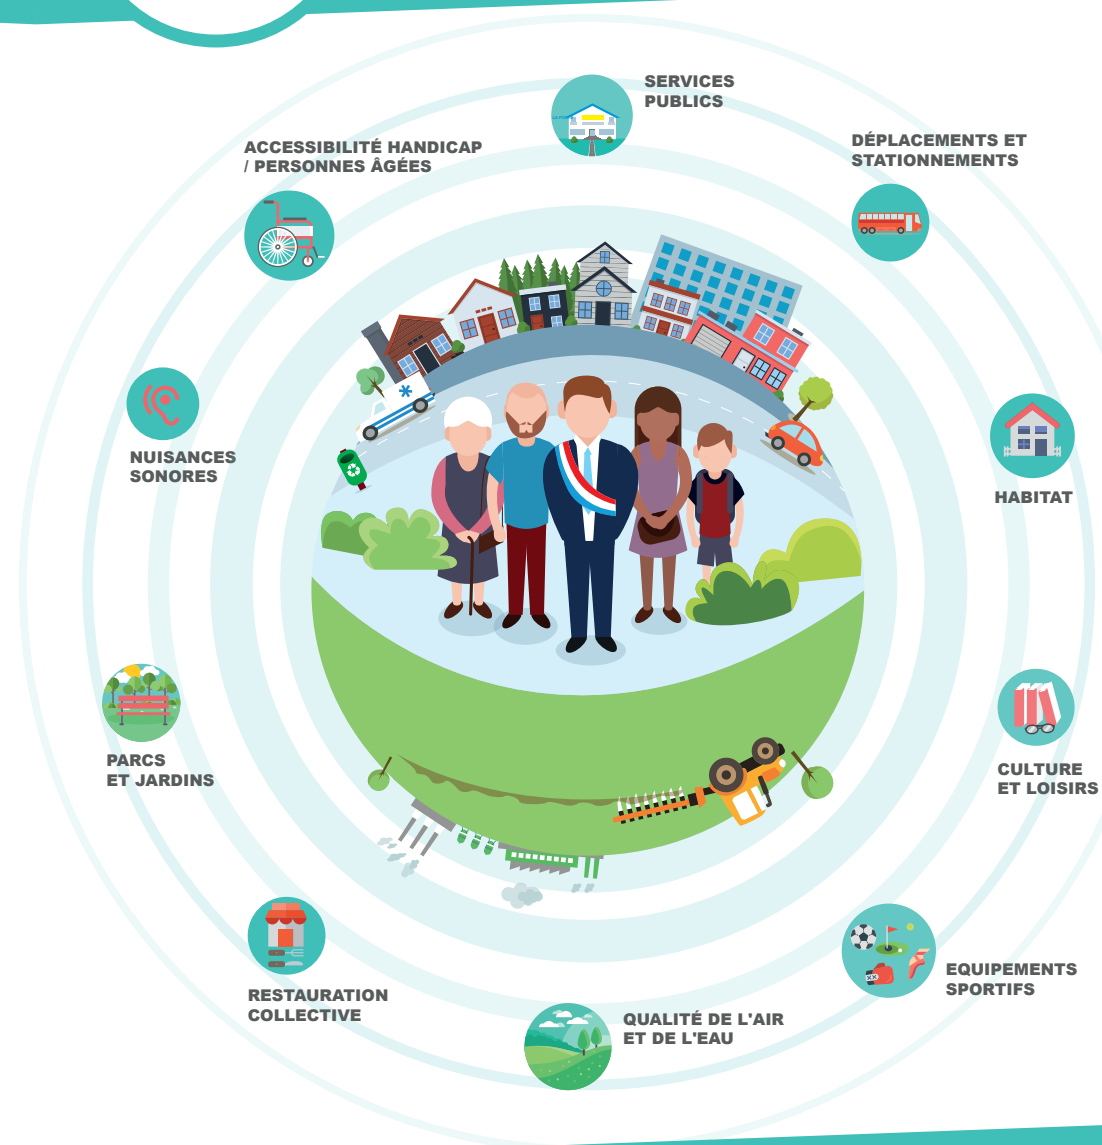 SERVICES
PUBLICS
DÉPLACEMENTS ET
STATIONNEMENTS
ACCESSIBILITÉ HANDICAP
/ PERSONNES ÂGÉES
NUISANCES
SONORES
HABITAT
PARCS
ET JARDINS
CULTURE
ET LOISIRS
RESTAURATION
COLLECTIVE
EQUIPEMENTS
SPORTIFS
QUALITÉ DE L'AIR
ET DE L'EAU